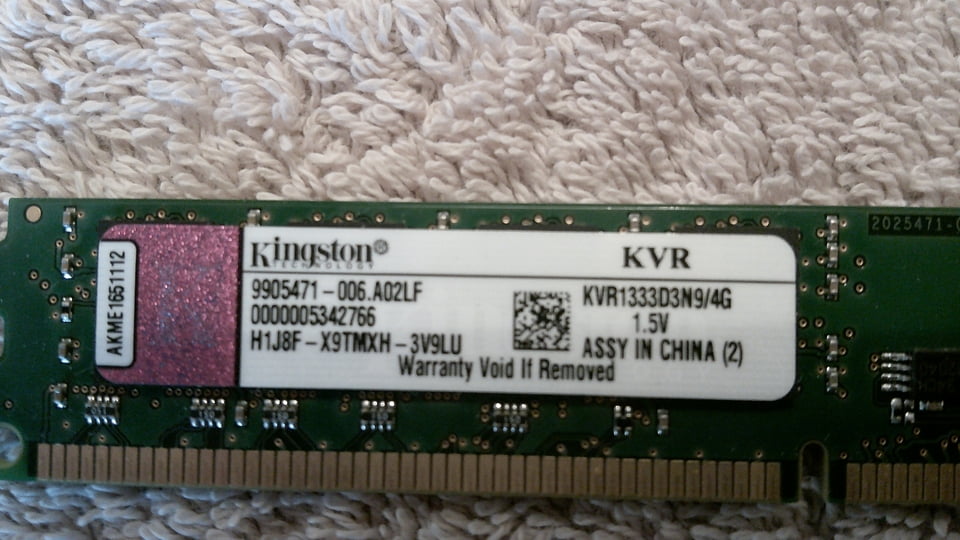 Kingston®
TECHNOLOGY
KVR
AKME1651112
9905471-006.A02LF
0000005342766
H1J8F-X9TMXH-3V9LU
KVR1333D3N9/4G
1.5V
ASSY IN CHINA (2)
Warranty Void If Removed
2025471-0